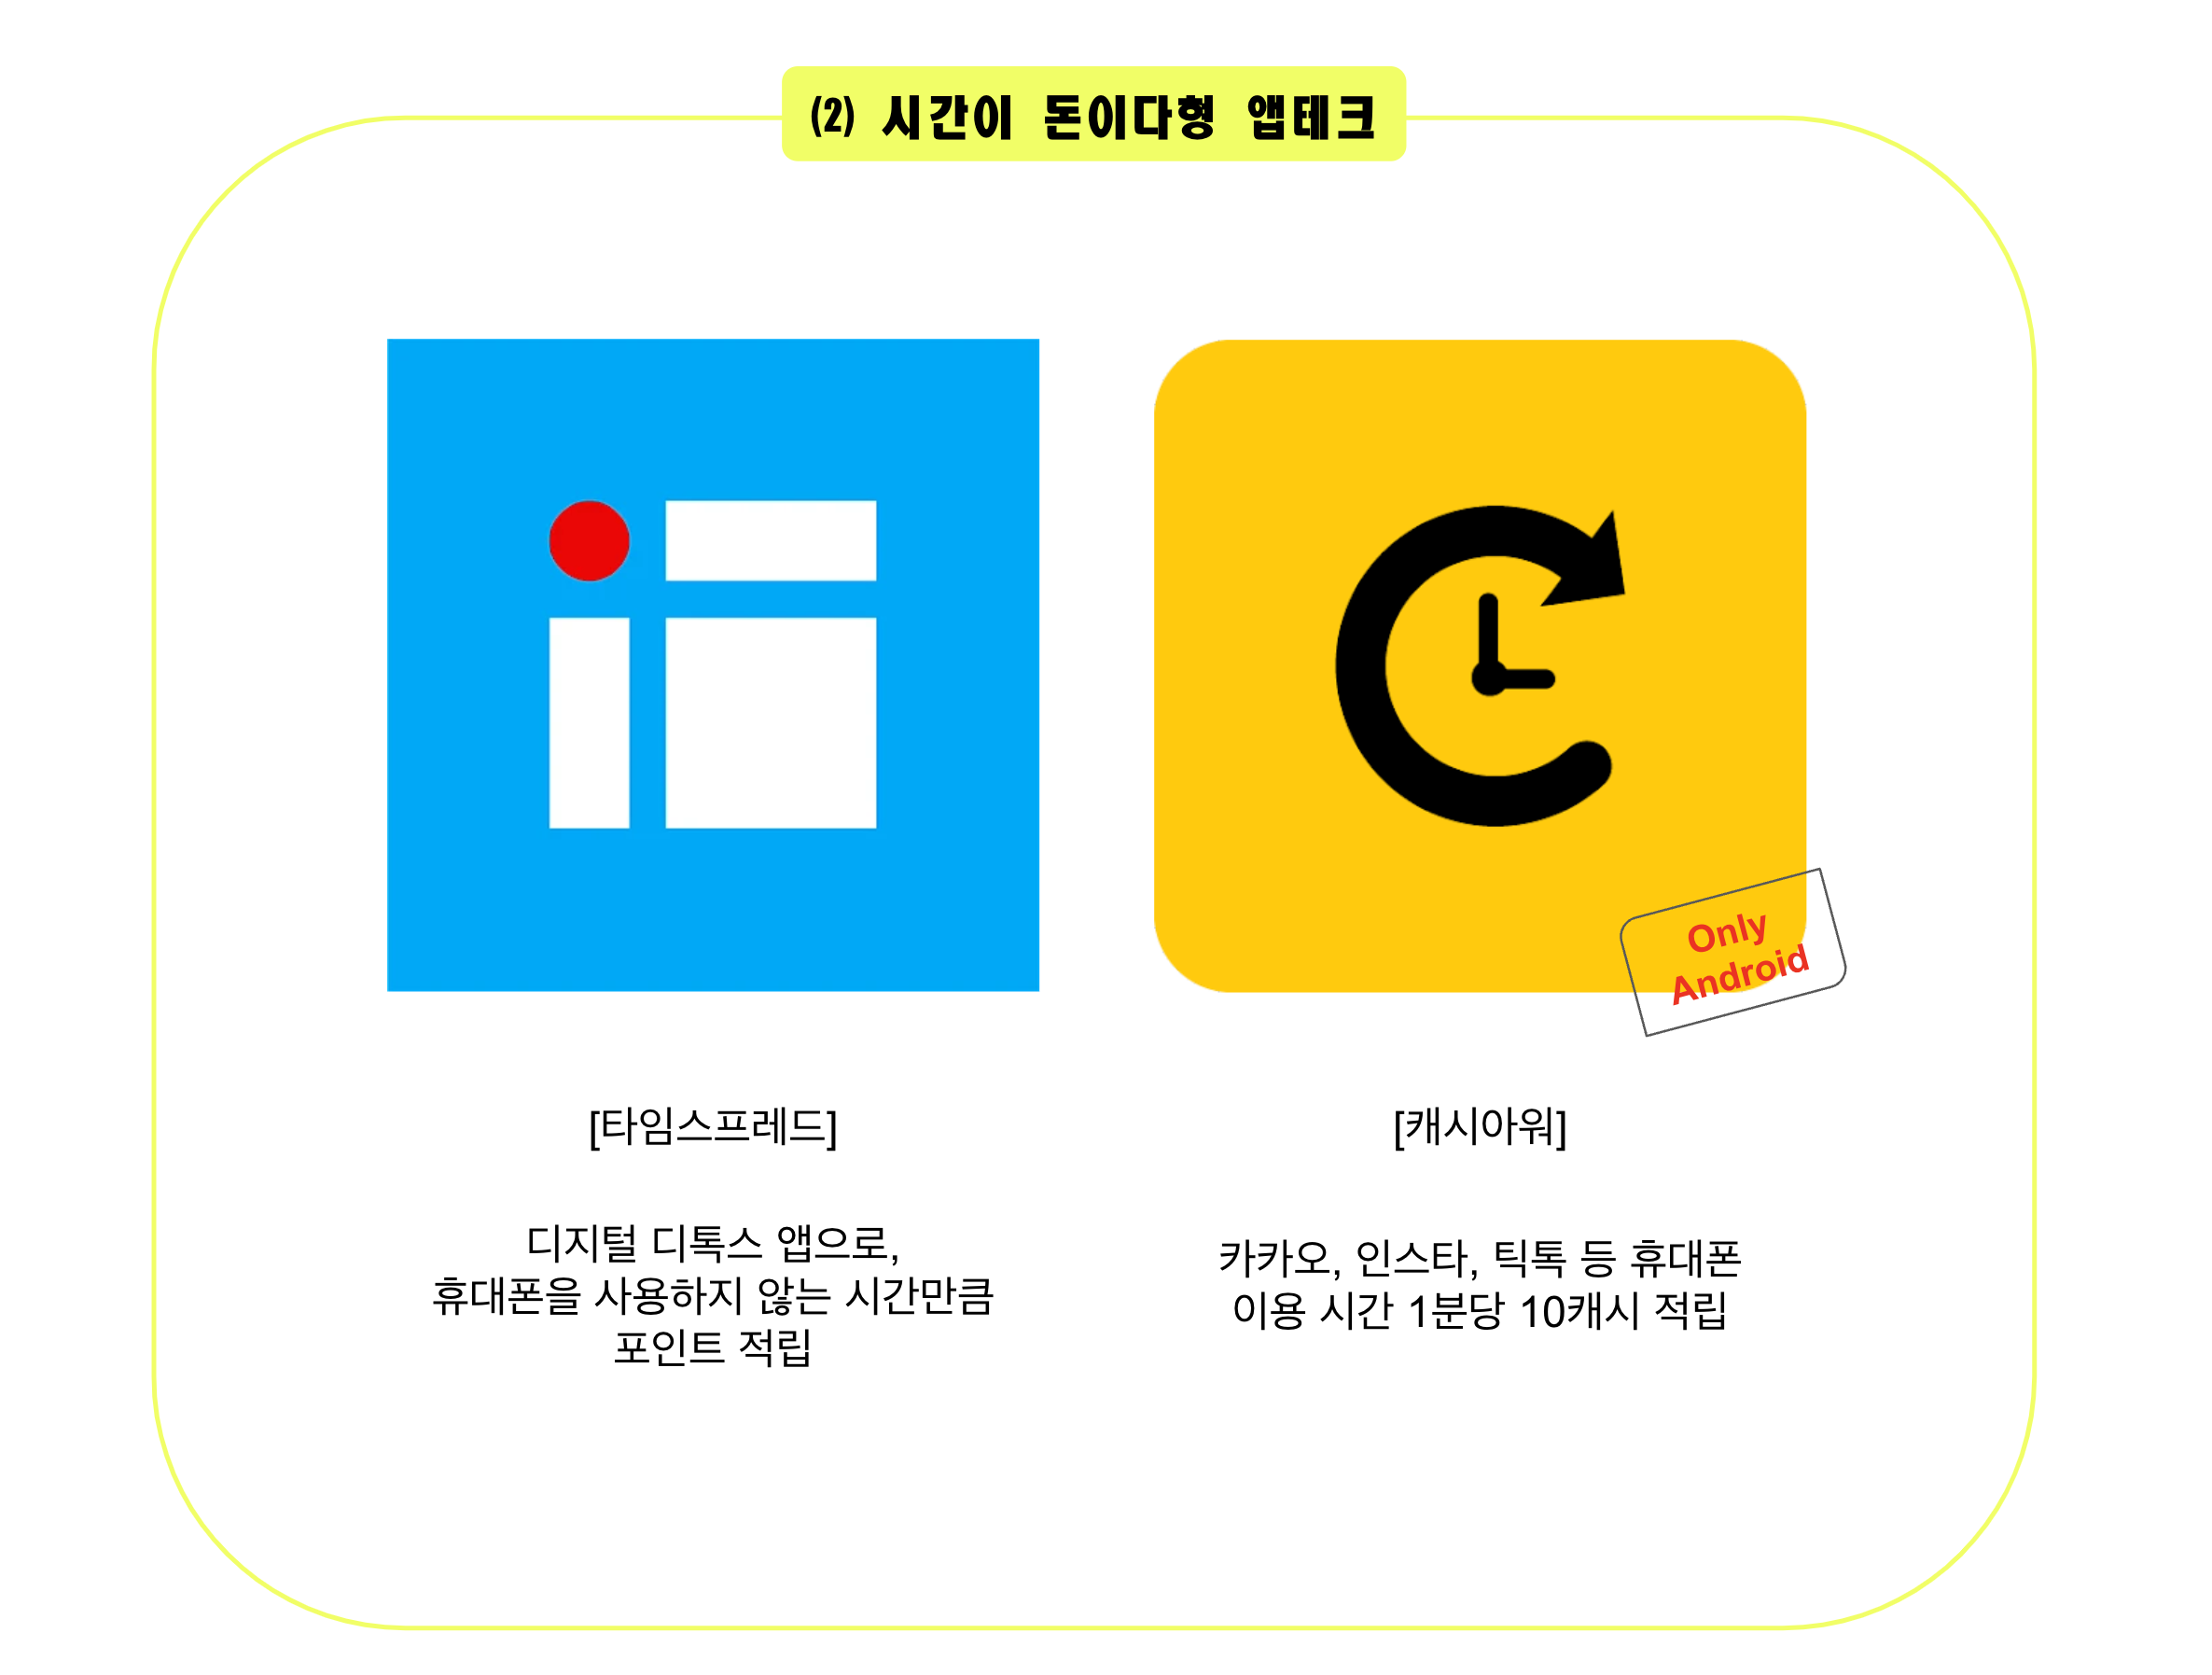 (2) 시간이 돈이다형 앱테크
Only
Android
[타임스프레드]
디지털 디톡스 앱으로,
휴대폰을 사용하지 않는 시간만큼
포인트 적립
[캐시아워]
카카오, 인스타, 틱톡 등 휴대폰
이용 시간 1분당 10캐시 적립